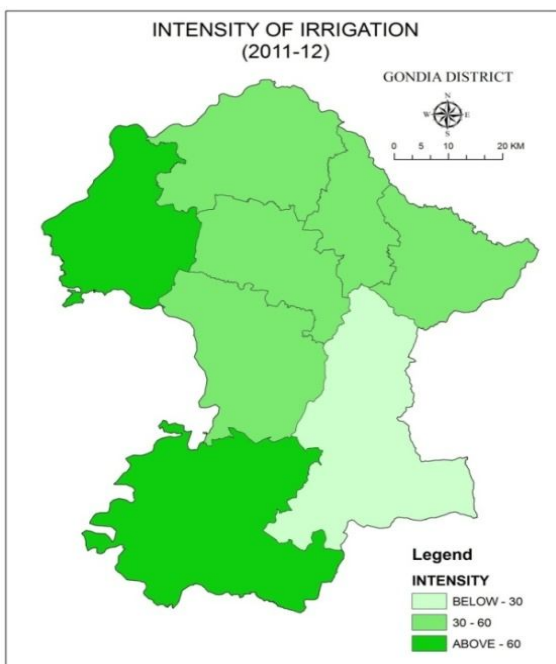 INTENSITY OF IRRIGATION
(2011-12)
GONDIA DISTRICT
N
W E
S
0 5 10 20 KM
Legend
INTENSITY
BELOW - 30
30 - 60
ABOVE - 60